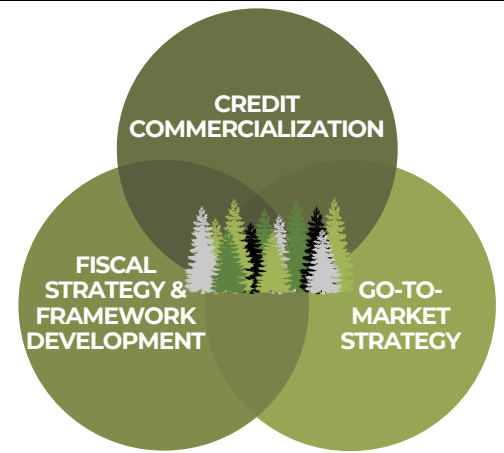 CREDIT
COMMERCIALIZATION
FISCAL
STRATEGY &
FRAMEWORK
DEVELOPMENT
GO-TO-
MARKET
STRATEGY